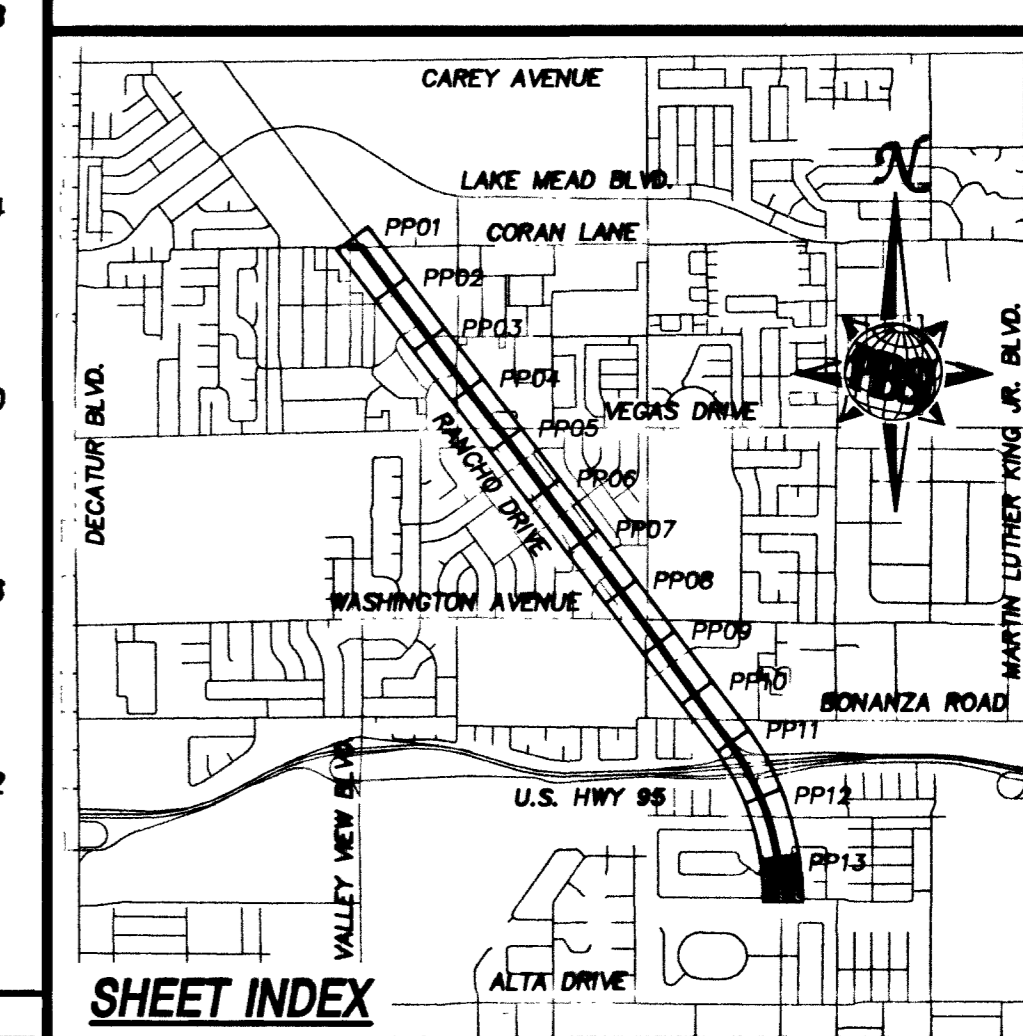 CAREY AVENUE
N
LAKE MEAD BLVD.
PP01
CORAN LANE
PP02
PP03
PP04
VEGAS DRIVE
PP05
RANCHO DRIVE
PP06
PP07
DECATUR BLVD.
MARTIN LUTHER KING JR. BLVD.
PBSJ
PP08
WASHINGTON AVENUE
PP09
PP10
BONANZA ROAD
PP11
U.S. HWY 95
PP12
VALLEY VIEW BLVD.
PP13
ALTA DRIVE
SHEET INDEX